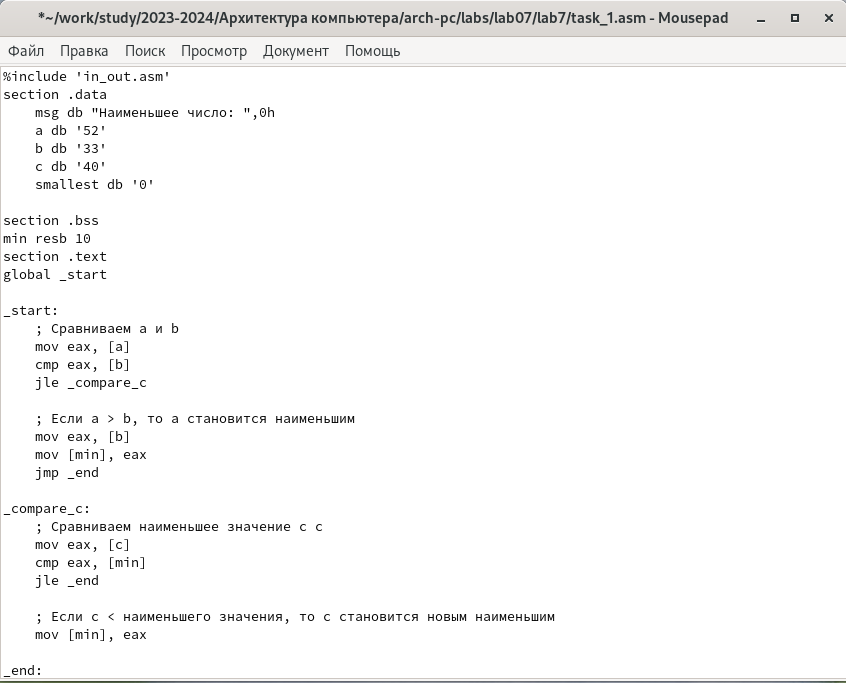 *~/work/study/2023-2024/Архитектура компьютера/arch-pc/labs/lab07/lab7/task_1.asm - Mousepad
Файл Правка Поиск Просмотр Документ Помощь
%include 'in_out.asm'
section .data
    msg db "Наименьшее число: ",0h
    a db '52'
    b db '33'
    c db '40'
    smallest db '0'

section .bss
min resb 10
section .text
global _start

_start:
    ; Сравниваем a и b
    mov eax, [a]
    cmp eax, [b]
    jle _compare_c

    ; Если a > b, то a становится наименьшим
    mov eax, [b]
    mov [min], eax
    jmp _end

_compare_c:
    ; Сравниваем наименьшее значение с c
    mov eax, [c]
    cmp eax, [min]
    jle _end

    ; Если c < наименьшего значения, то c становится новым наименьшим
    mov [min], eax

_end: